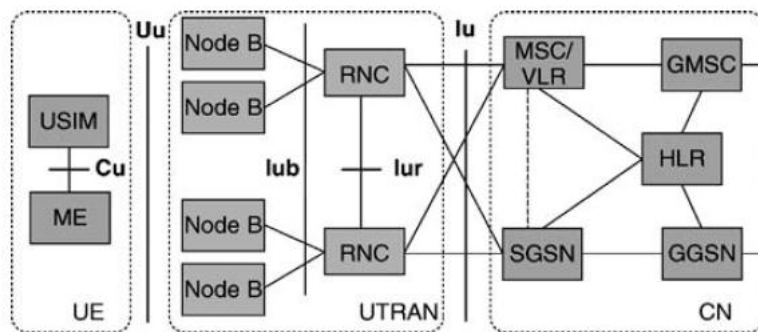 Uu
Iu
Node B
Node B
RNC
MSC/
VLR
GMSC
USIM
Cu
ME
Iub
Iur
HLR
Node B
Node B
RNC
SGSN
GGSN
UE
UTRAN
CN